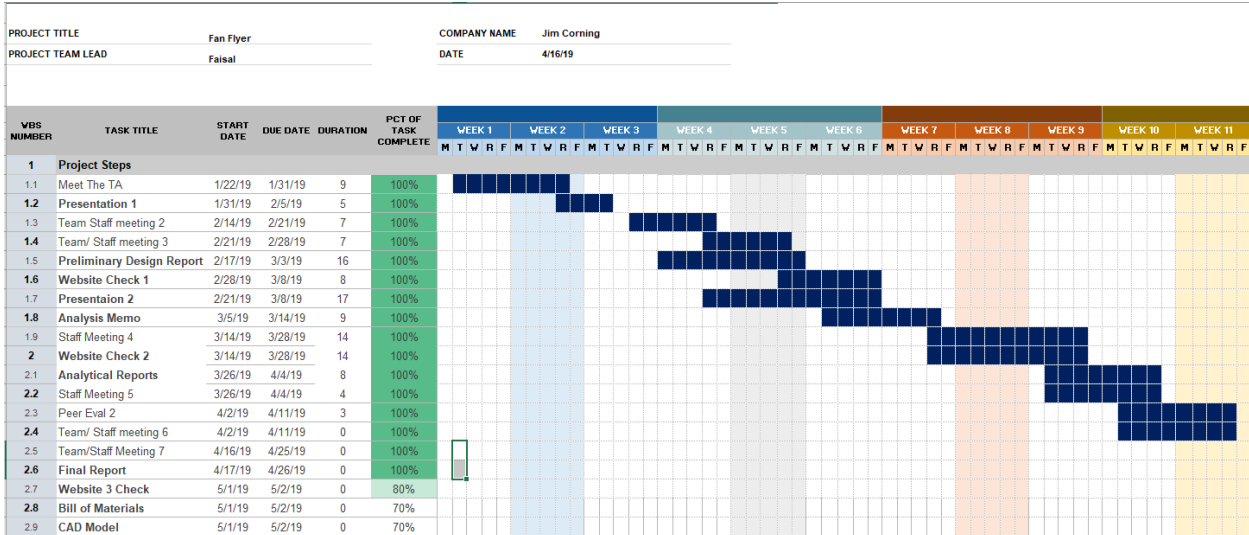 PROJECT TITLE Fan Flyer COMPANY NAME Jim Corning
PROJECT TEAM LEAD Faisal DATE 4/16/19
WBS NUMBER TASK TITLE START DATE DUE DATE DURATION PCT OF TASK COMPLETE WEEK 1 WEEK 2 WEEK 3 WEEK 4 WEEK 5 WEEK 6 WEEK 7 WEEK 8 WEEK 9 WEEK 10 WEEK 11
M T W R F M T W R F M T W R F M T W R F M T W R F M T W R F M T W R F M T W R F M T W R F M T W R F M T W R F
1 Project Steps
1.1 Meet The TA 1/22/19 1/31/19 9 100%
1.2 Presentation 1 1/31/19 2/5/19 5 100%
1.3 Team Staff meeting 2 2/14/19 2/21/19 7 100%
1.4 Team/ Staff meeting 3 2/21/19 2/28/19 7 100%
1.5 Preliminary Design Report 2/17/19 3/3/19 16 100%
1.6 Website Check 1 2/28/19 3/8/19 8 100%
1.7 Presentaion 2 2/21/19 3/8/19 17 100%
1.8 Analysis Memo 3/5/19 3/14/19 9 100%
1.9 Staff Meeting 4 3/14/19 3/28/19 14 100%
2 Website Check 2 3/14/19 3/28/19 14 100%
2.1 Analytical Reports 3/26/19 4/4/19 8 100%
2.2 Staff Meeting 5 3/26/19 4/4/19 4 100%
2.3 Peer Eval 2 4/2/19 4/11/19 3 100%
2.4 Team/ Staff meeting 6 4/2/19 4/11/19 0 100%
2.5 Team/Staff Meeting 7 4/16/19 4/25/19 0 100%
2.6 Final Report 4/17/19 4/26/19 0 100%
2.7 Website 3 Check 5/1/19 5/2/19 0 80%
2.8 Bill of Materials 5/1/19 5/2/19 0 70%
2.9 CAD Model 5/1/19 5/2/19 0 70%